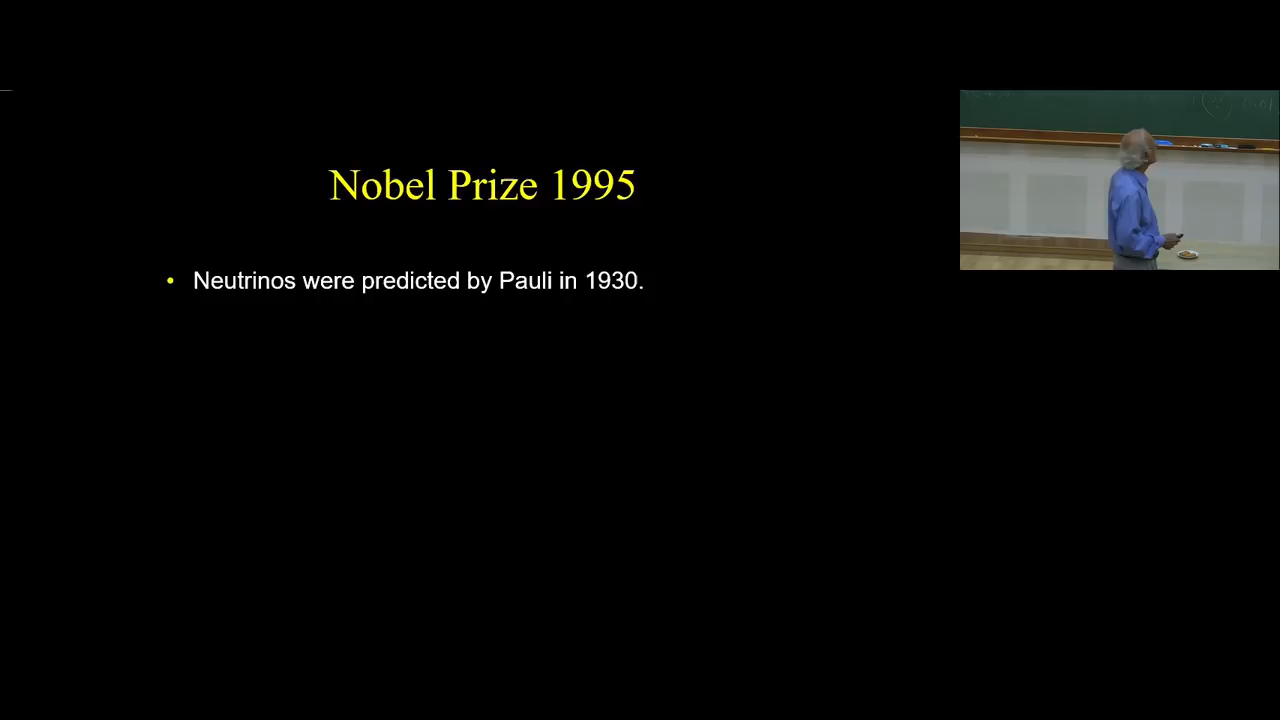 Nobel Prize 1995
• Neutrinos were predicted by Pauli in 1930.